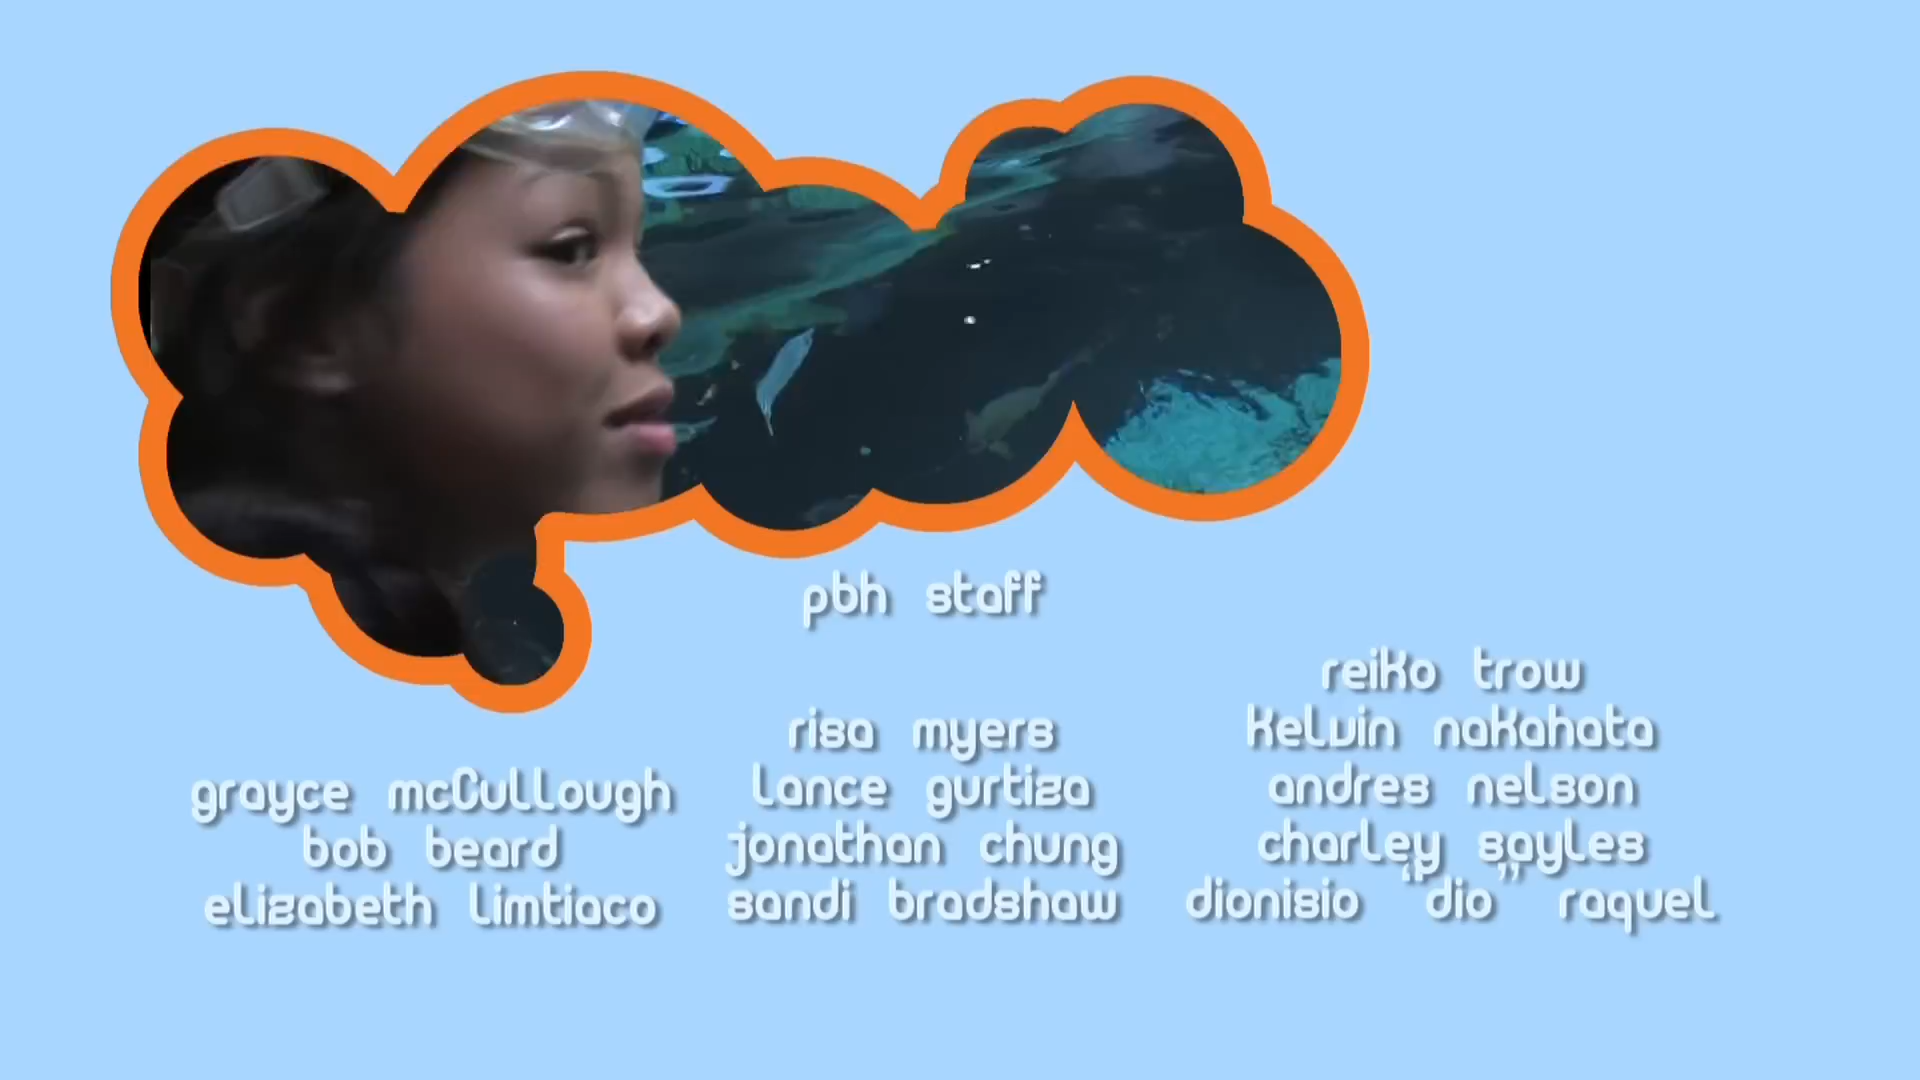 pbh staff
grayce mcCullough
bob beard
elizabeth limtiaco
risa myers
lance gurtiza
jonathan chung
sandi bradshaw
reiko trow
kelvin nakahata
andres nelson
charley sayles
dionisio “dio” raquel